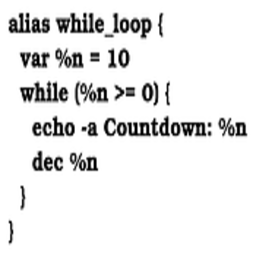 alias while_loop {
var %n = 10
while (%n >= 0) {
echo -a Countdown: %n
dec %n
}
}